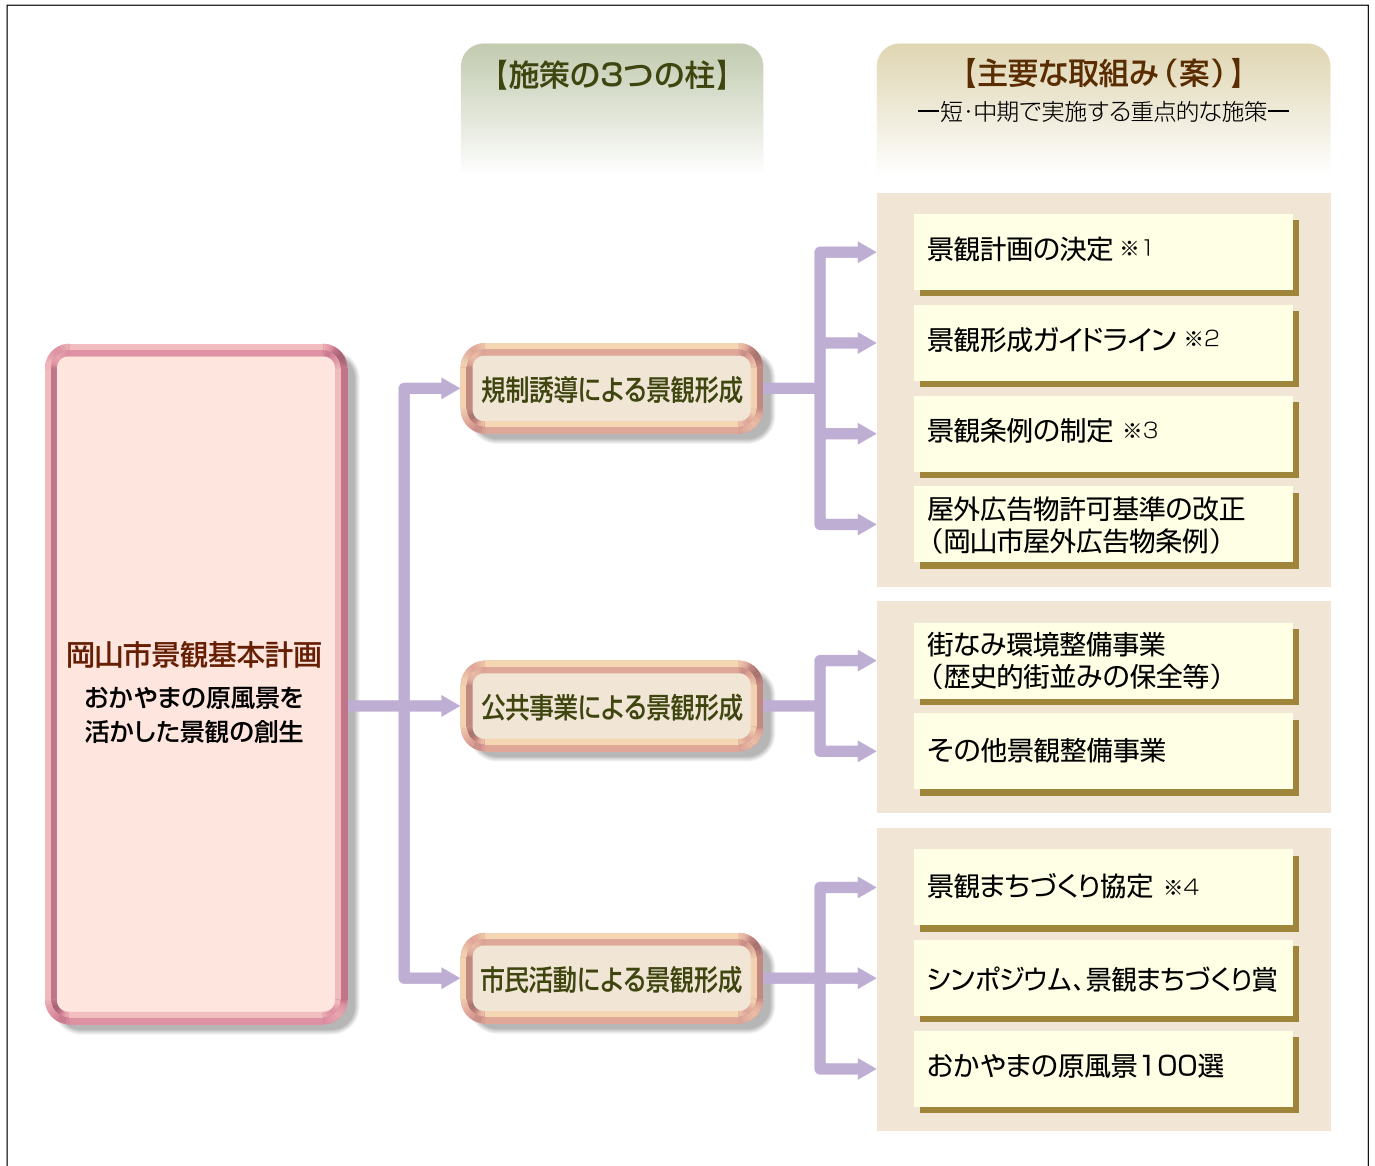 【施策の3つの柱】
【主要な取組み（案）】
ー短・中期で実施する重点的な施策ー
岡山市景観基本計画
おかやまの原風景を
活かした景観の創生
規制誘導による景観形成
景観計画の決定 ※1
景観形成ガイドライン ※2
景観条例の制定 ※3
屋外広告物許可基準の改正
（岡山市屋外広告物条例）
公共事業による景観形成
街なみ環境整備事業
（歴史的街並みの保全等）
その他景観整備事業
市民活動による景観形成
景観まちづくり協定 ※4
シンポジウム、景観まちづくり賞
おかやまの原風景100選